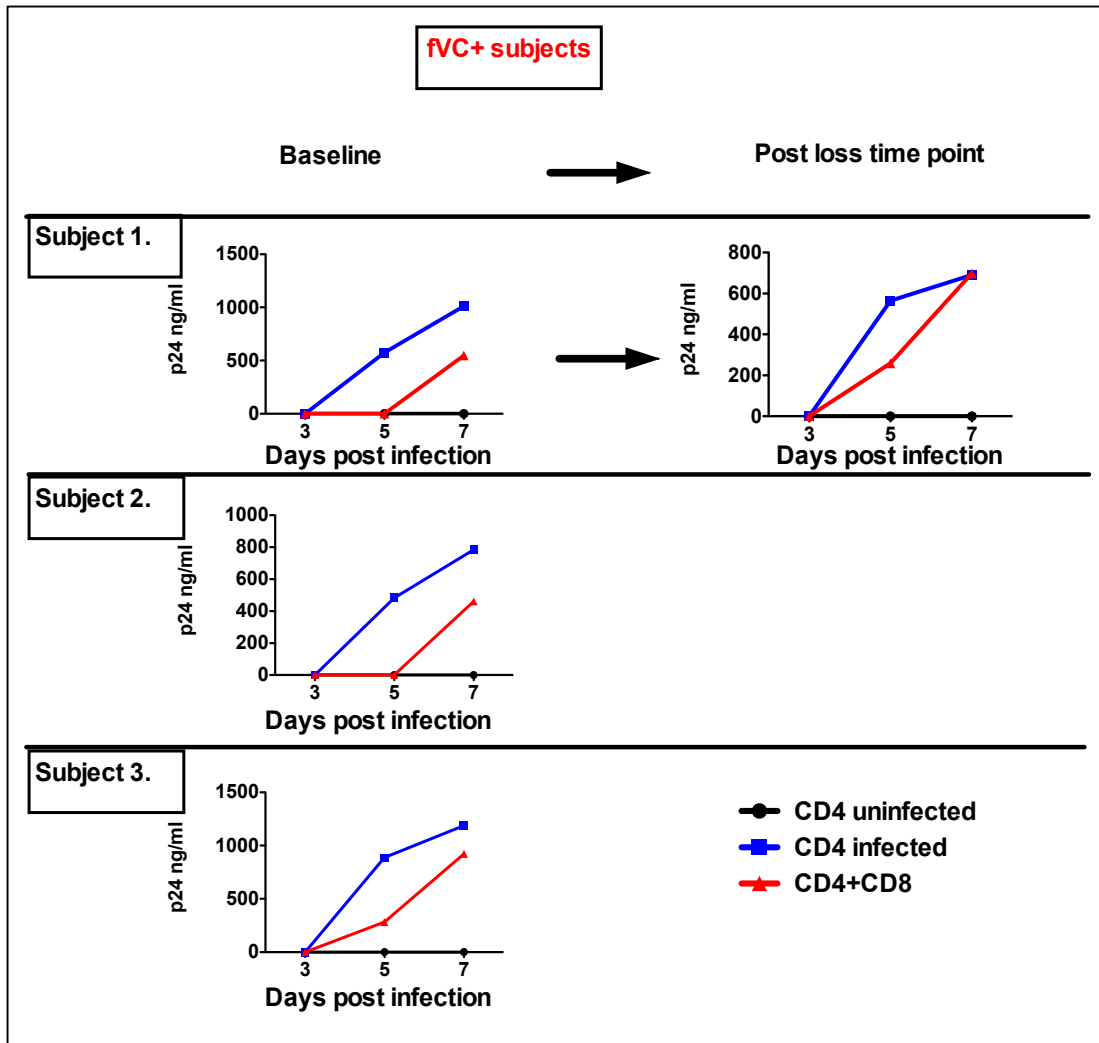 fVC+ subjects
Baseline
Post loss time point
Subject 1.
p24 ng/ml
1500
1000
500
0
3 5 7
Days post infection
p24 ng/ml
800
600
400
200
0
3 5 7
Days post infection
Subject 2.
p24 ng/ml
1000
800
600
400
200
0
3 5 7
Days post infection
Subject 3.
p24 ng/ml
1500
1000
500
0
3 5 7
Days post infection
CD4 uninfected
CD4 infected
CD4+CD8